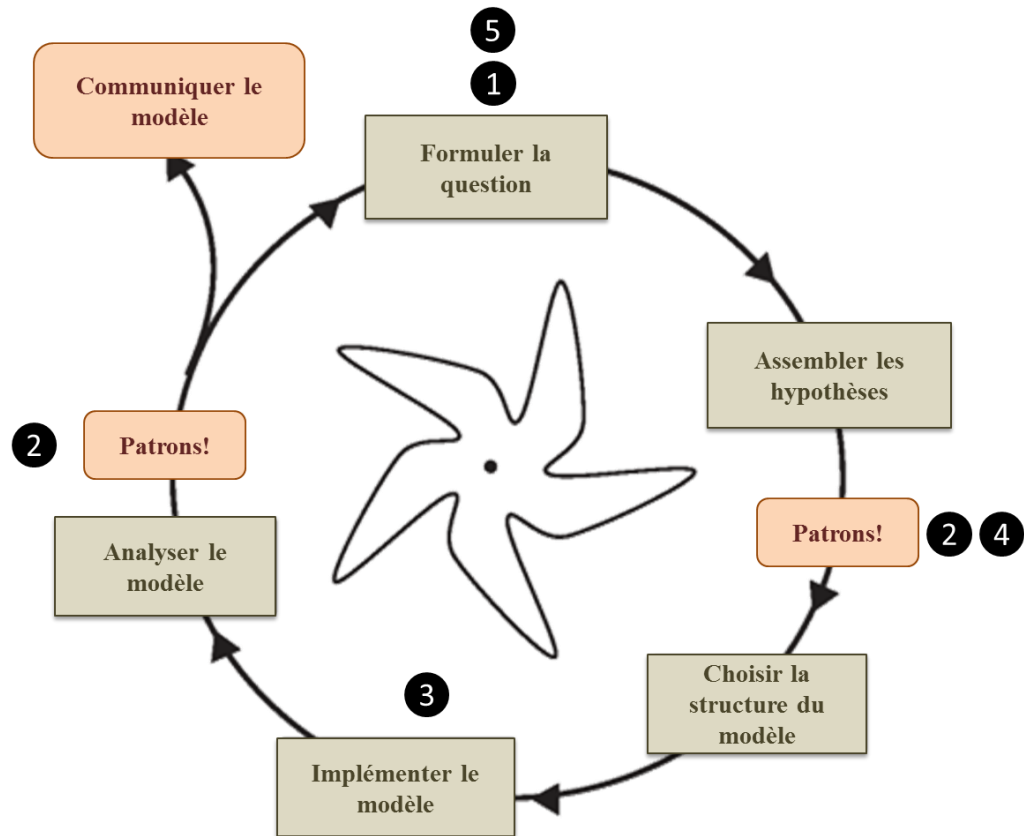 5
1
Communiquer le
modèle
Formuler la
question
Assembler les
hypothèses
Patrons!
2 4
Choisir la
structure du
modèle
3
Implémenter le
modèle
Analyser le
modèle
2
Patrons!